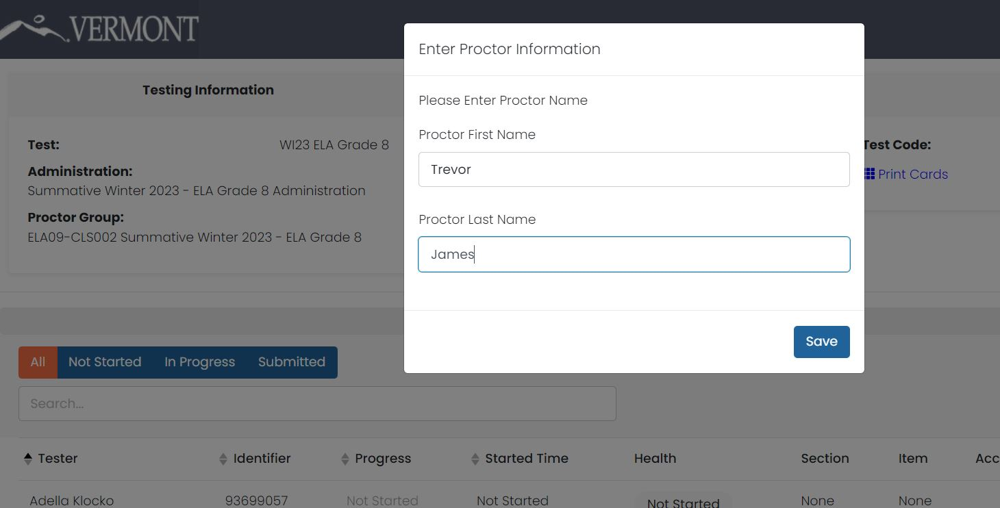 VERMONT
Enter Proctor Information
Please Enter Proctor Name
Proctor First Name
Trevor
Proctor Last Name
James
Save
Testing Information
Test: WI23 ELA Grade 8
Administration:
Summative Winter 2023 - ELA Grade 8 Administration
Proctor Group:
ELA09-CLS002 Summative Winter 2023 - ELA Grade 8
Test Code:
Print Cards
All Not Started In Progress Submitted
Search...
Tester Identifier Progress Started Time Health Section Item Acc
Adella Klocko 93699057 Not Started Not Started Not Started None None